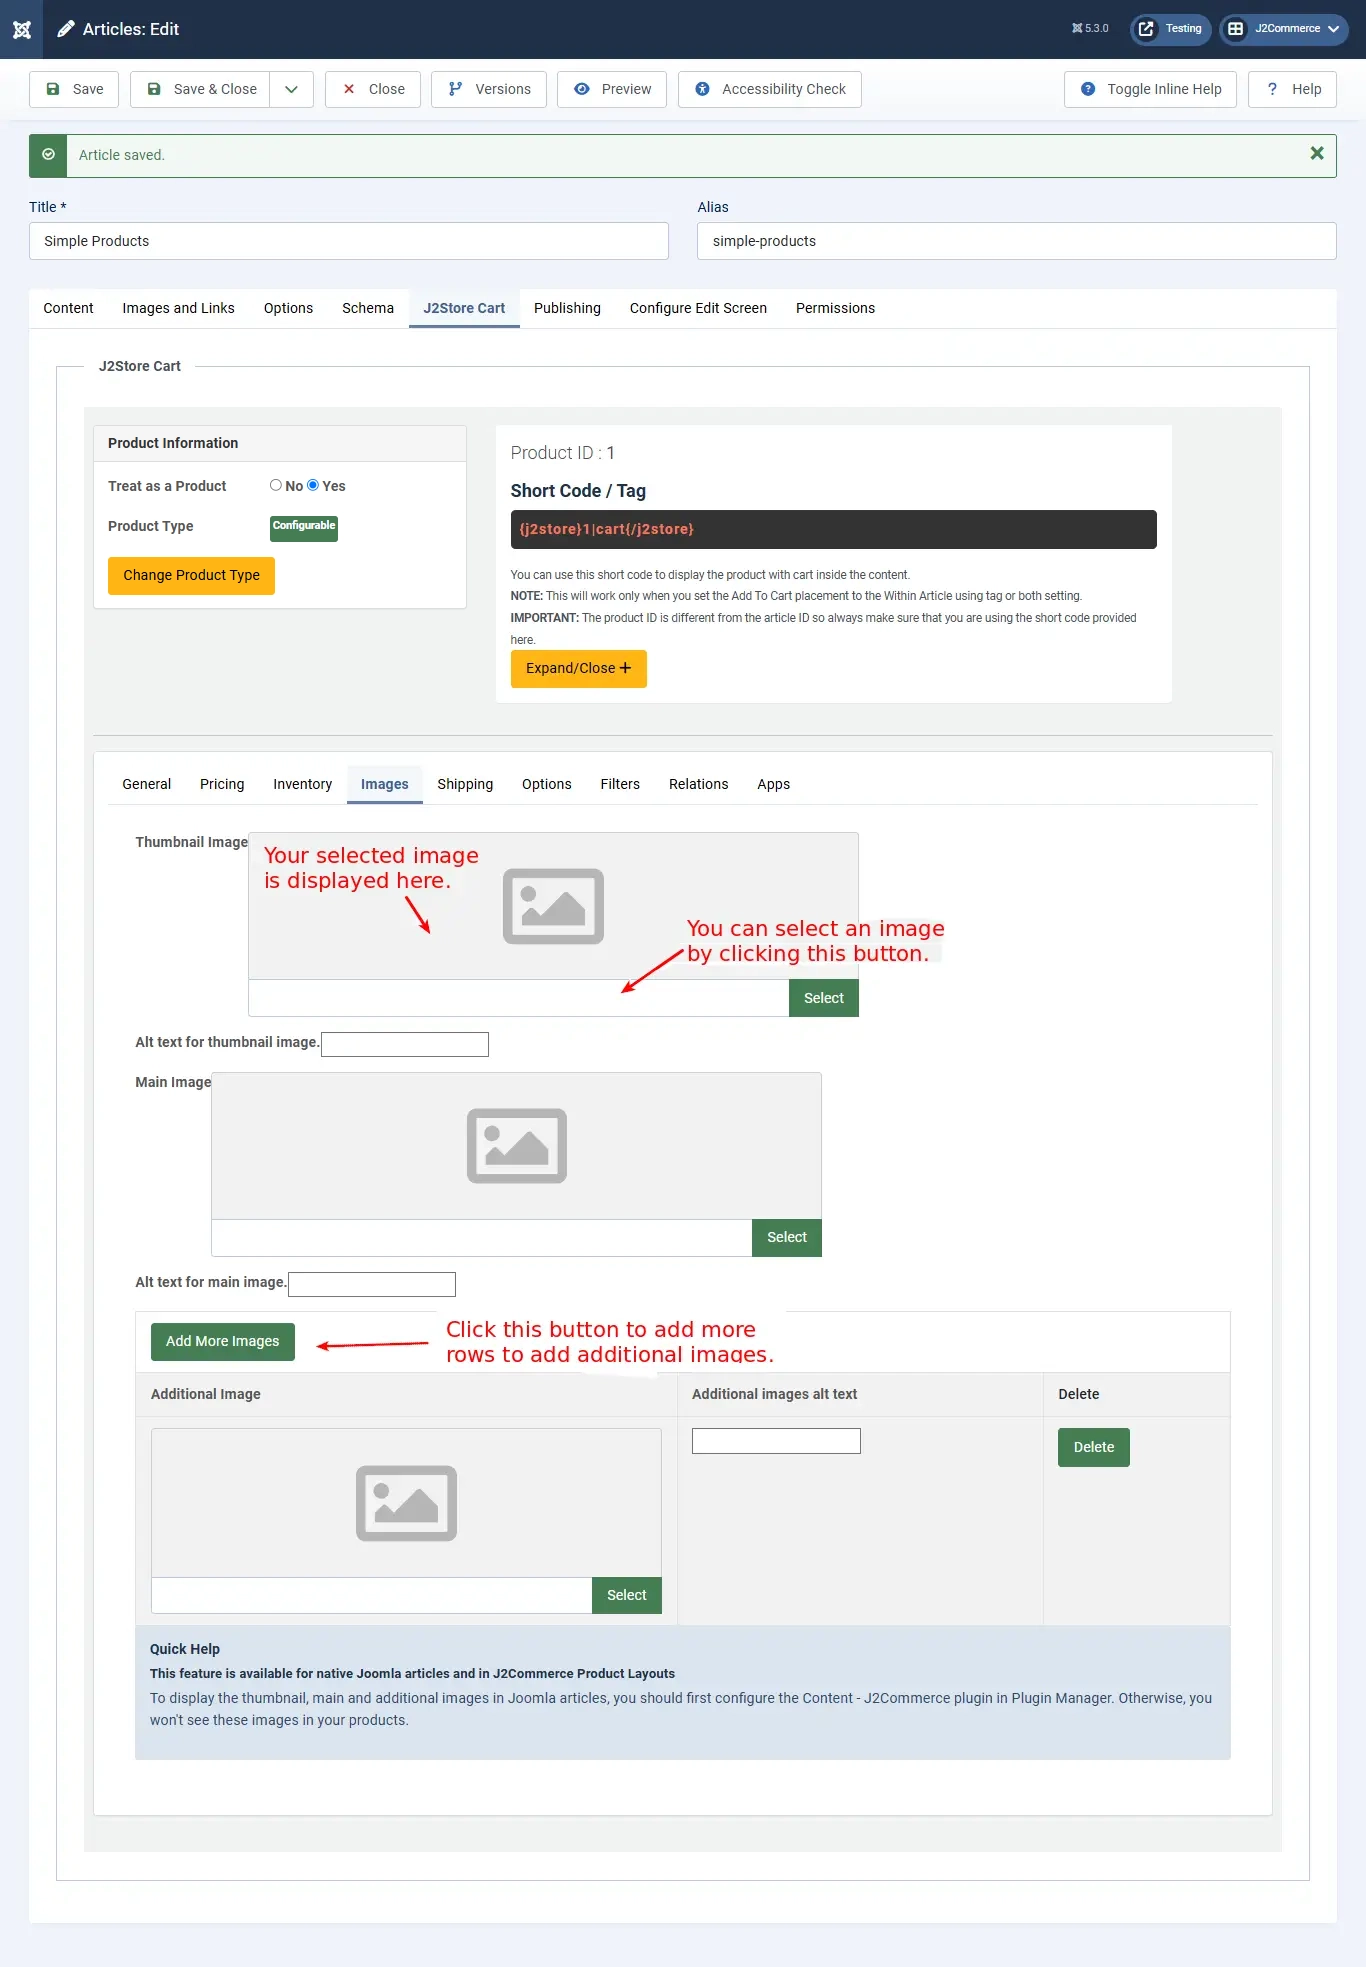 Articles: Edit
5.3.0
Testing
J2Commerce
Save
Save & Close
Close
Versions
Preview
Accessibility Check
Toggle Inline Help
? Help
Article saved.
Title *
Alias
Simple Products
simple-products
Content
Images and Links
Options
Schema
J2Store Cart
Publishing
Configure Edit Screen
Permissions
J2Store Cart
Product Information
Treat as a Product
No
Yes
Product Type
Configurable
Change Product Type
Product ID : 1
Short Code / Tag
{j2store}1|cart{/j2store}
You can use this short code to display the product with cart inside the content.
NOTE: This will work only when you set the Add To Cart placement to the Within Article using tag or both setting.
IMPORTANT: The product ID is different from the article ID so always make sure that you are using the short code provided
here.
Expand/Close +
General
Pricing
Inventory
Images
Shipping
Options
Filters
Relations
Apps
Thumbnail Image
Your selected image
is displayed here.
You can select an image
by clicking this button.
Select
Alt text for thumbnail image.
Main Image
Select
Alt text for main image.
Add More Images
Click this button to add more
rows to add additional images.
Additional Image
Additional images alt text
Delete
Delete
Select
Quick Help
This feature is available for native Joomla articles and in J2Commerce Product Layouts
To display the thumbnail, main and additional images in Joomla articles, you should first configure the Content - J2Commerce plugin in Plugin Manager. Otherwise, you
won't see these images in your products.